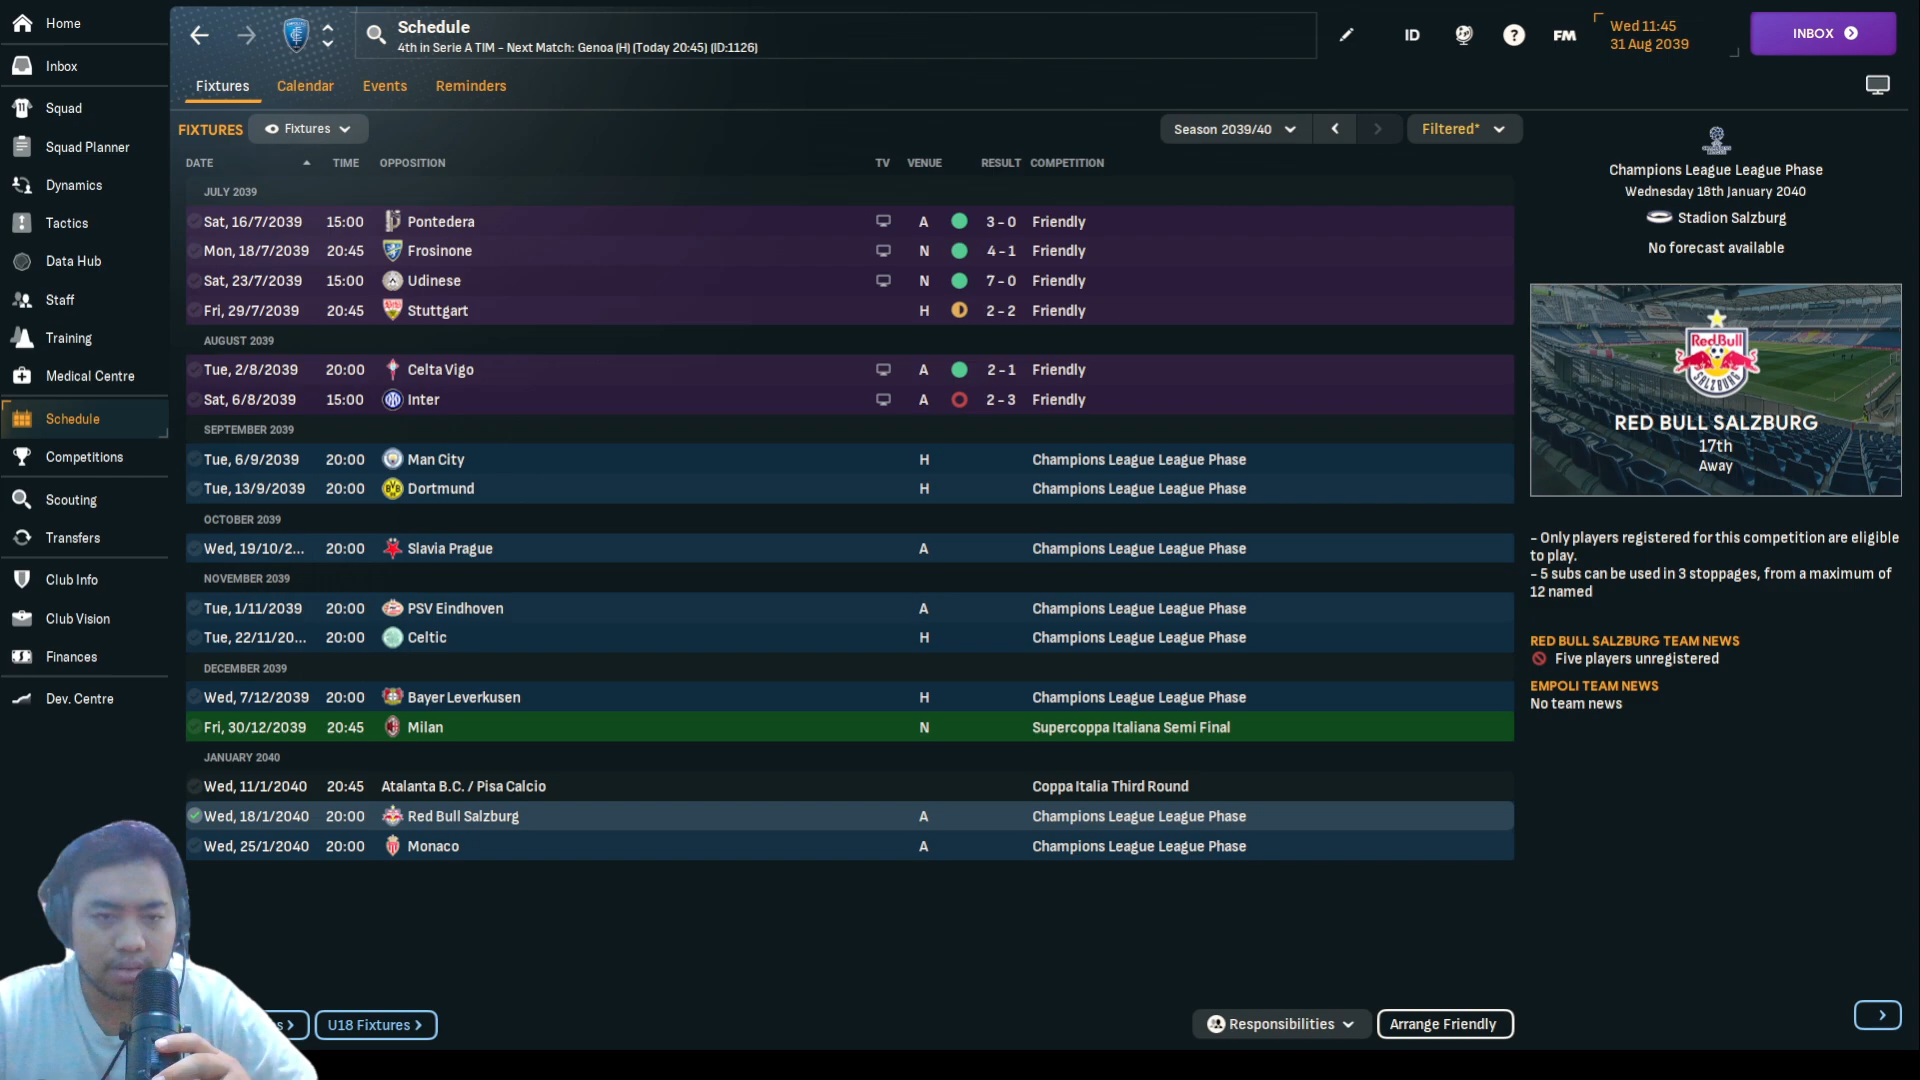 Home
Inbox
Squad
Squad Planner
Dynamics
Tactics
Data Hub
Staff
Training
Medical Centre
Schedule
Competitions
Scouting
Transfers
Club Info
Club Vision
Finances
Dev. Centre
Schedule
4th in Serie A TIM - Next Match: Genoa (H) (Today 20:45) (ID:1126)
ID
?
FM
Wed 11:45
31 Aug 2039
INBOX
Fixtures Calendar Events Reminders
FIXTURES Fixtures Season 2039/40 Filtered*
DATE TIME OPPOSITION TV VENUE RESULT COMPETITION
JULY 2039
Sat, 16/7/2039 15:00 Pontedera A 3 - 0 Friendly
Mon, 18/7/2039 20:45 Frosinone N 4 - 1 Friendly
Sat, 23/7/2039 15:00 Udinese N 7 - 0 Friendly
Fri, 29/7/2039 20:45 Stuttgart H 2 - 2 Friendly
AUGUST 2039
Tue, 2/8/2039 20:00 Celta Vigo A 2 - 1 Friendly
Sat, 6/8/2039 15:00 Inter A 2 - 3 Friendly
SEPTEMBER 2039
Tue, 6/9/2039 20:00 Man City H Champions League League Phase
Tue, 13/9/2039 20:00 Dortmund H Champions League League Phase
OCTOBER 2039
Wed, 19/10/2... 20:00 Slavia Prague A Champions League League Phase
NOVEMBER 2039
Tue, 1/11/2039 20:00 PSV Eindhoven A Champions League League Phase
Tue, 22/11/20... 20:00 Celtic H Champions League League Phase
DECEMBER 2039
Wed, 7/12/2039 20:00 Bayer Leverkusen H Champions League League Phase
Fri, 30/12/2039 20:45 Milan N Supercoppa Italiana Semi Final
JANUARY 2040
Wed, 11/1/2040 20:45 Atalanta B.C. / Pisa Calcio Coppa Italia Third Round
Wed, 18/1/2040 20:00 Red Bull Salzburg A Champions League League Phase
Wed, 25/1/2040 20:00 Monaco A Champions League League Phase
Champions League League Phase
Wednesday 18th January 2040
Stadion Salzburg
No forecast available
RedBull
SALZBURG
RED BULL SALZBURG
17th
Away
- Only players registered for this competition are eligible
to play.
- 5 subs can be used in 3 stoppages, from a maximum of
12 named
RED BULL SALZBURG TEAM NEWS
Five players unregistered
EMPOLI TEAM NEWS
No team news
U18 Fixtures
Responsibilities
Arrange Friendly